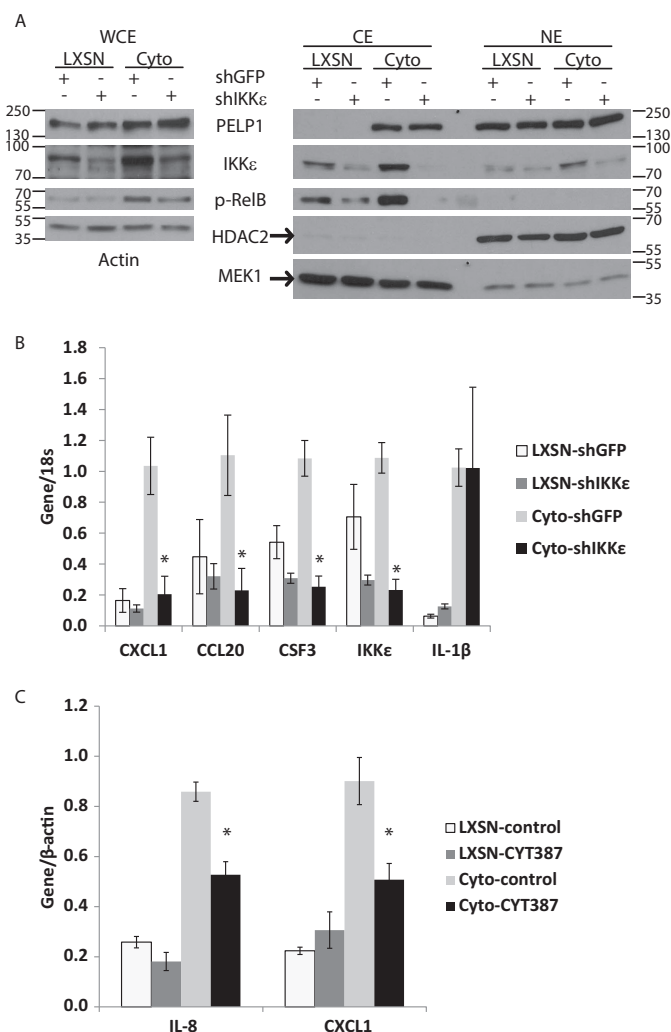 A
WCE
CE
NE
LXSN Cyto
LXSN Cyto
LXSN Cyto
+ - + -
shGFP
+ - + -
+ - + -
- + - +
shIKKε
- + - +
- + - +
250
130
PELP1
250
130
100
70
IKKε
100
70
70
55
p-RelB
70
55
55
35
HDAC2
70
55
Actin
MEK1
55
35
B
Gene/18s
1.8
1.6
1.4
1.2
1.0
0.8
0.6
0.4
0.2
0.0
* * * *
CXCL1 CCL20 CSF3 IKKε IL-1β
LXSN-shGFP
LXSN-shIKKε
Cyto-shGFP
Cyto-shIKKε
C
Gene/β-actin
1.2
1.0
0.8
0.6
0.4
0.2
0.0
* *
IL-8 CXCL1
LXSN-control
LXSN-CYT387
Cyto-control
Cyto-CYT387